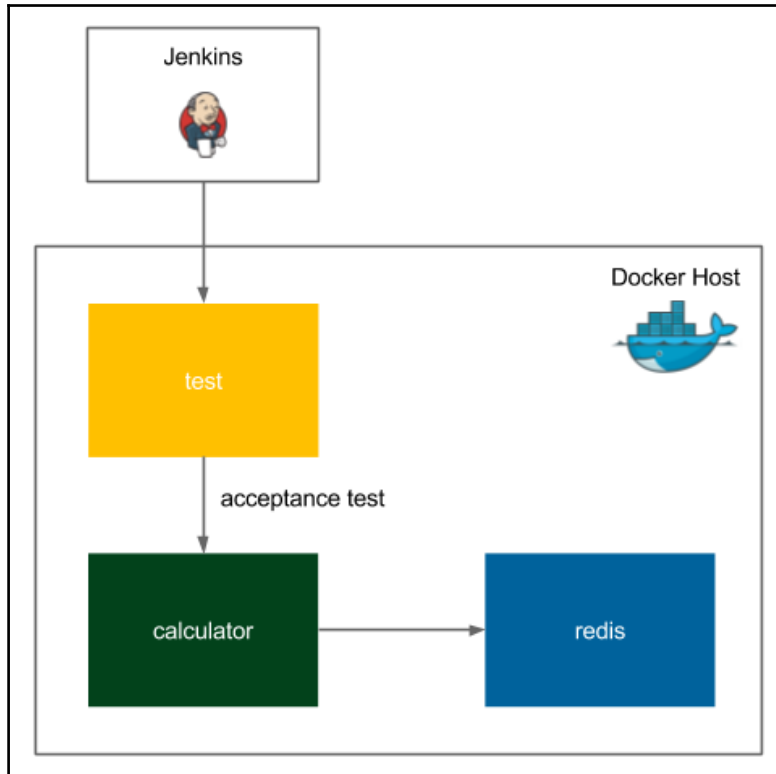 Jenkins
Docker Host
test
acceptance test
calculator
redis